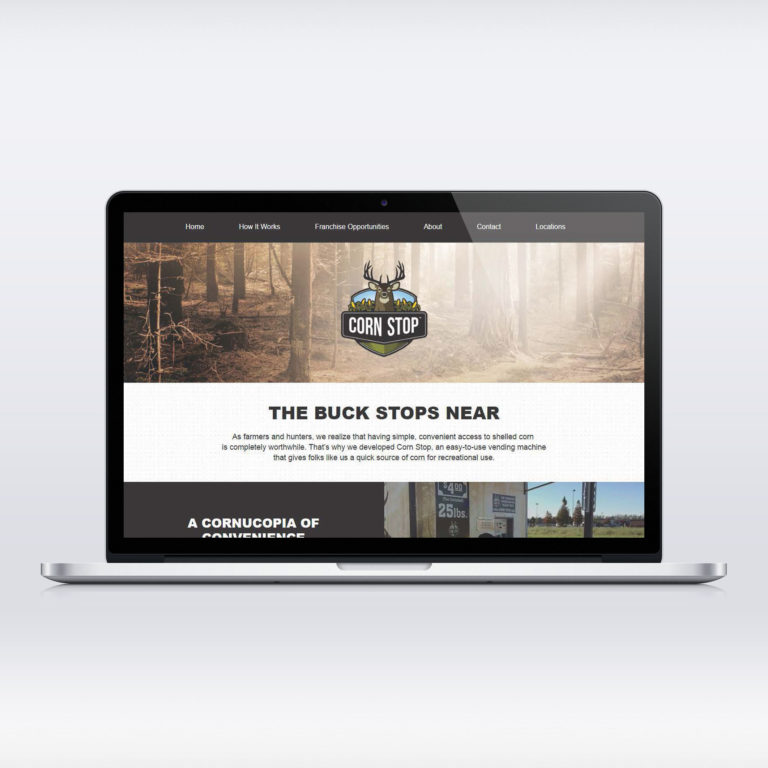 Home How It Works Franchise Opportunities About Contact Locations
CORN STOP
THE BUCK STOPS NEAR
As farmers and hunters, we realize that having simple, convenient access to shelled corn
is completely worthwhile. That's why we developed Corn Stop, an easy-to-use vending machine
that gives folks like us a quick source of corn for recreational use.
A CORNUCOPIA OF
CONVENIENCE
$4.00
25lbs.